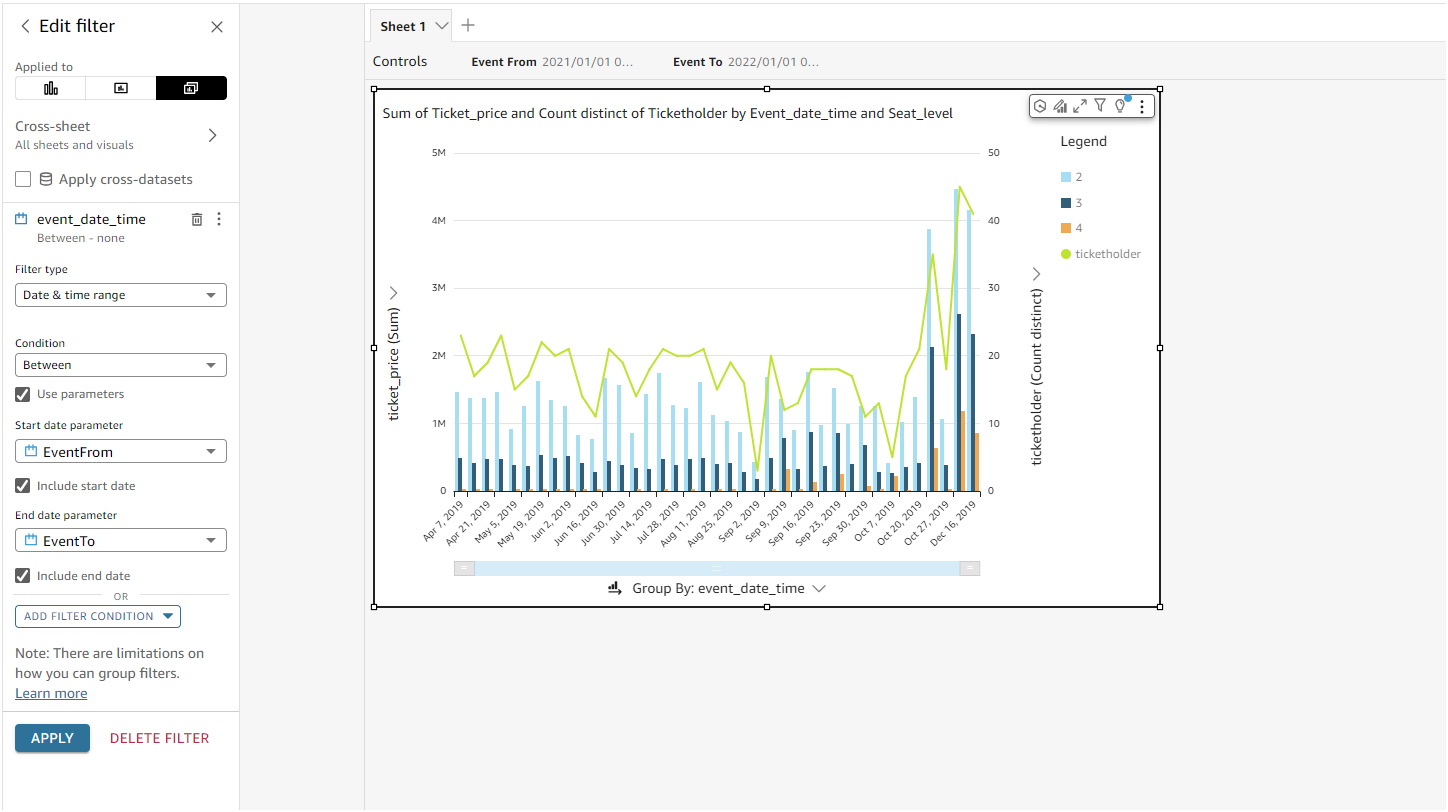 Edit filter
Applied to
Cross-sheet
All sheets and visuals
Apply cross-datasets
event_date_time
Between - none
Filter type
Date & time range
Condition
Between
Use parameters
Start date parameter
EventFrom
Include start date
End date parameter
EventTo
Include end date
OR
ADD FILTER CONDITION
Note: There are limitations on
how you can group filters.
Learn more
APPLY DELETE FILTER
Sheet 1
Controls Event From 2021/01/01 0... Event To 2022/01/01 0...
Sum of Ticket_price and Count distinct of Ticketholder by Event_date_time and Seat_level
ticket_price (Sum)
5M
4M
3M
2M
1M
0
50
40
30
20
10
0
ticketholder (Count distinct)
Legend
2
3
4
ticketholder
Apr 7, 2019
Apr 21, 2019
May 5, 2019
May 19, 2019
Jun 2, 2019
Jun 16, 2019
Jun 30, 2019
Jul 14, 2019
Jul 28, 2019
Aug 11, 2019
Aug 25, 2019
Sep 2, 2019
Sep 9, 2019
Sep 16, 2019
Sep 23, 2019
Sep 30, 2019
Oct 7, 2019
Oct 20, 2019
Oct 27, 2019
Dec 16, 2019
Group By: event_date_time